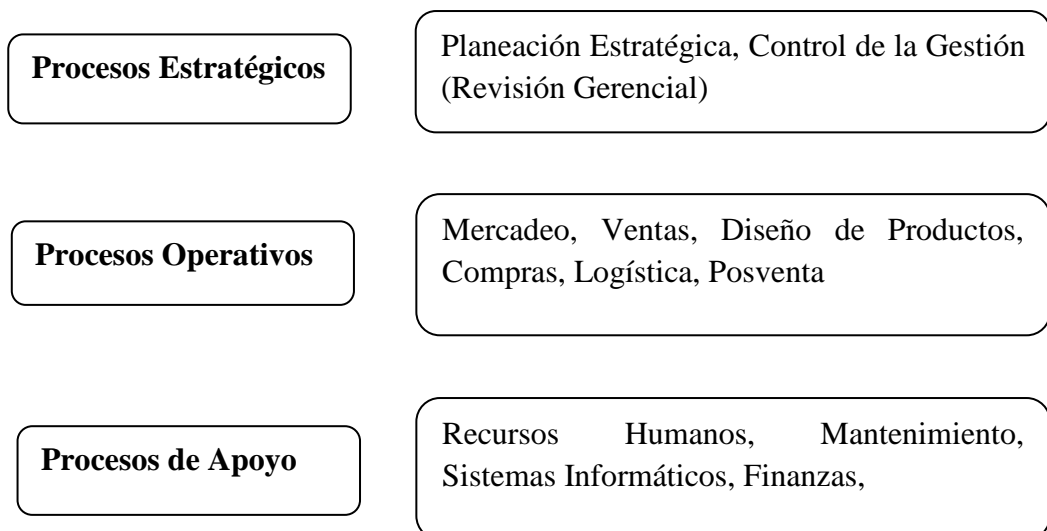 Procesos Estratégicos
Planeación Estratégica, Control de la Gestión
(Revisión Gerencial)
Procesos Operativos
Mercadeo, Ventas, Diseño de Productos,
Compras, Logística, Posventa
Procesos de Apoyo
Recursos Humanos, Mantenimiento,
Sistemas Informáticos, Finanzas,